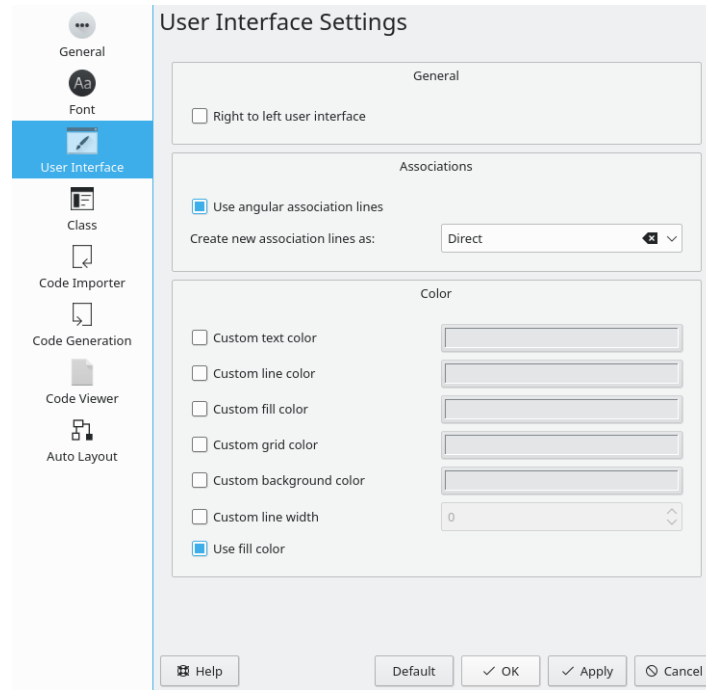 User Interface Settings
General
Aa
Font
User Interface
Class
Code Importer
Code Generation
Code Viewer
Auto Layout
General
Right to left user interface
Associations
Use angular association lines
Create new association lines as: Direct
Color
Custom text color
Custom line color
Custom fill color
Custom grid color
Custom background color
Custom line width 0
Use fill color
Help Default OK Apply Cancel